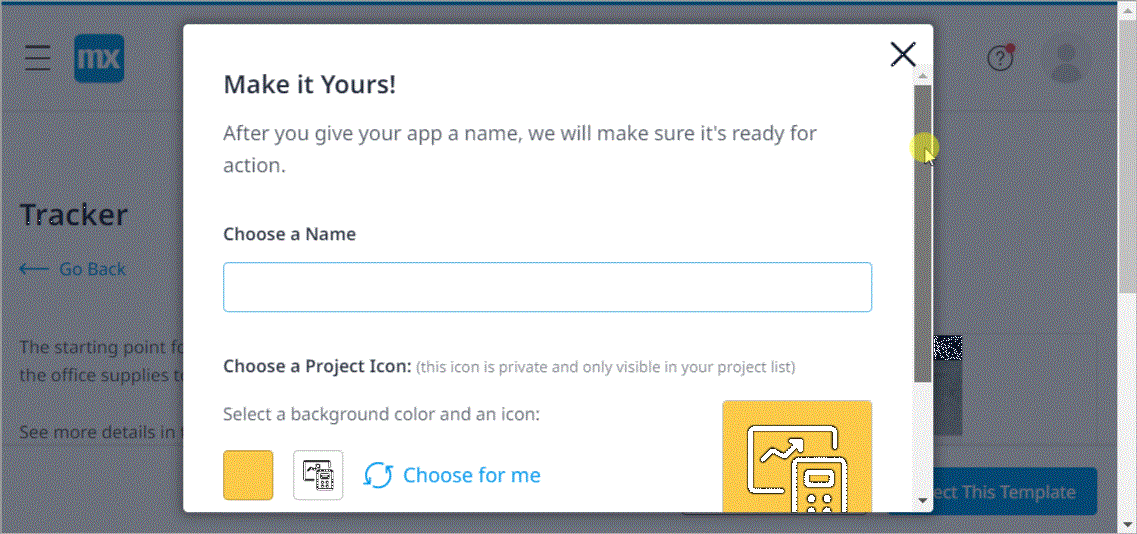 mx
?
Make it Yours!
After you give your app a name, we will make sure it's ready for
action.
Tracker
Choose a Name
Go Back
The starting point
the office supplies
Choose a Project Icon: (this icon is private and only visible in your project list)
Select a background color and an icon:
See more details in
Choose for me
This Template